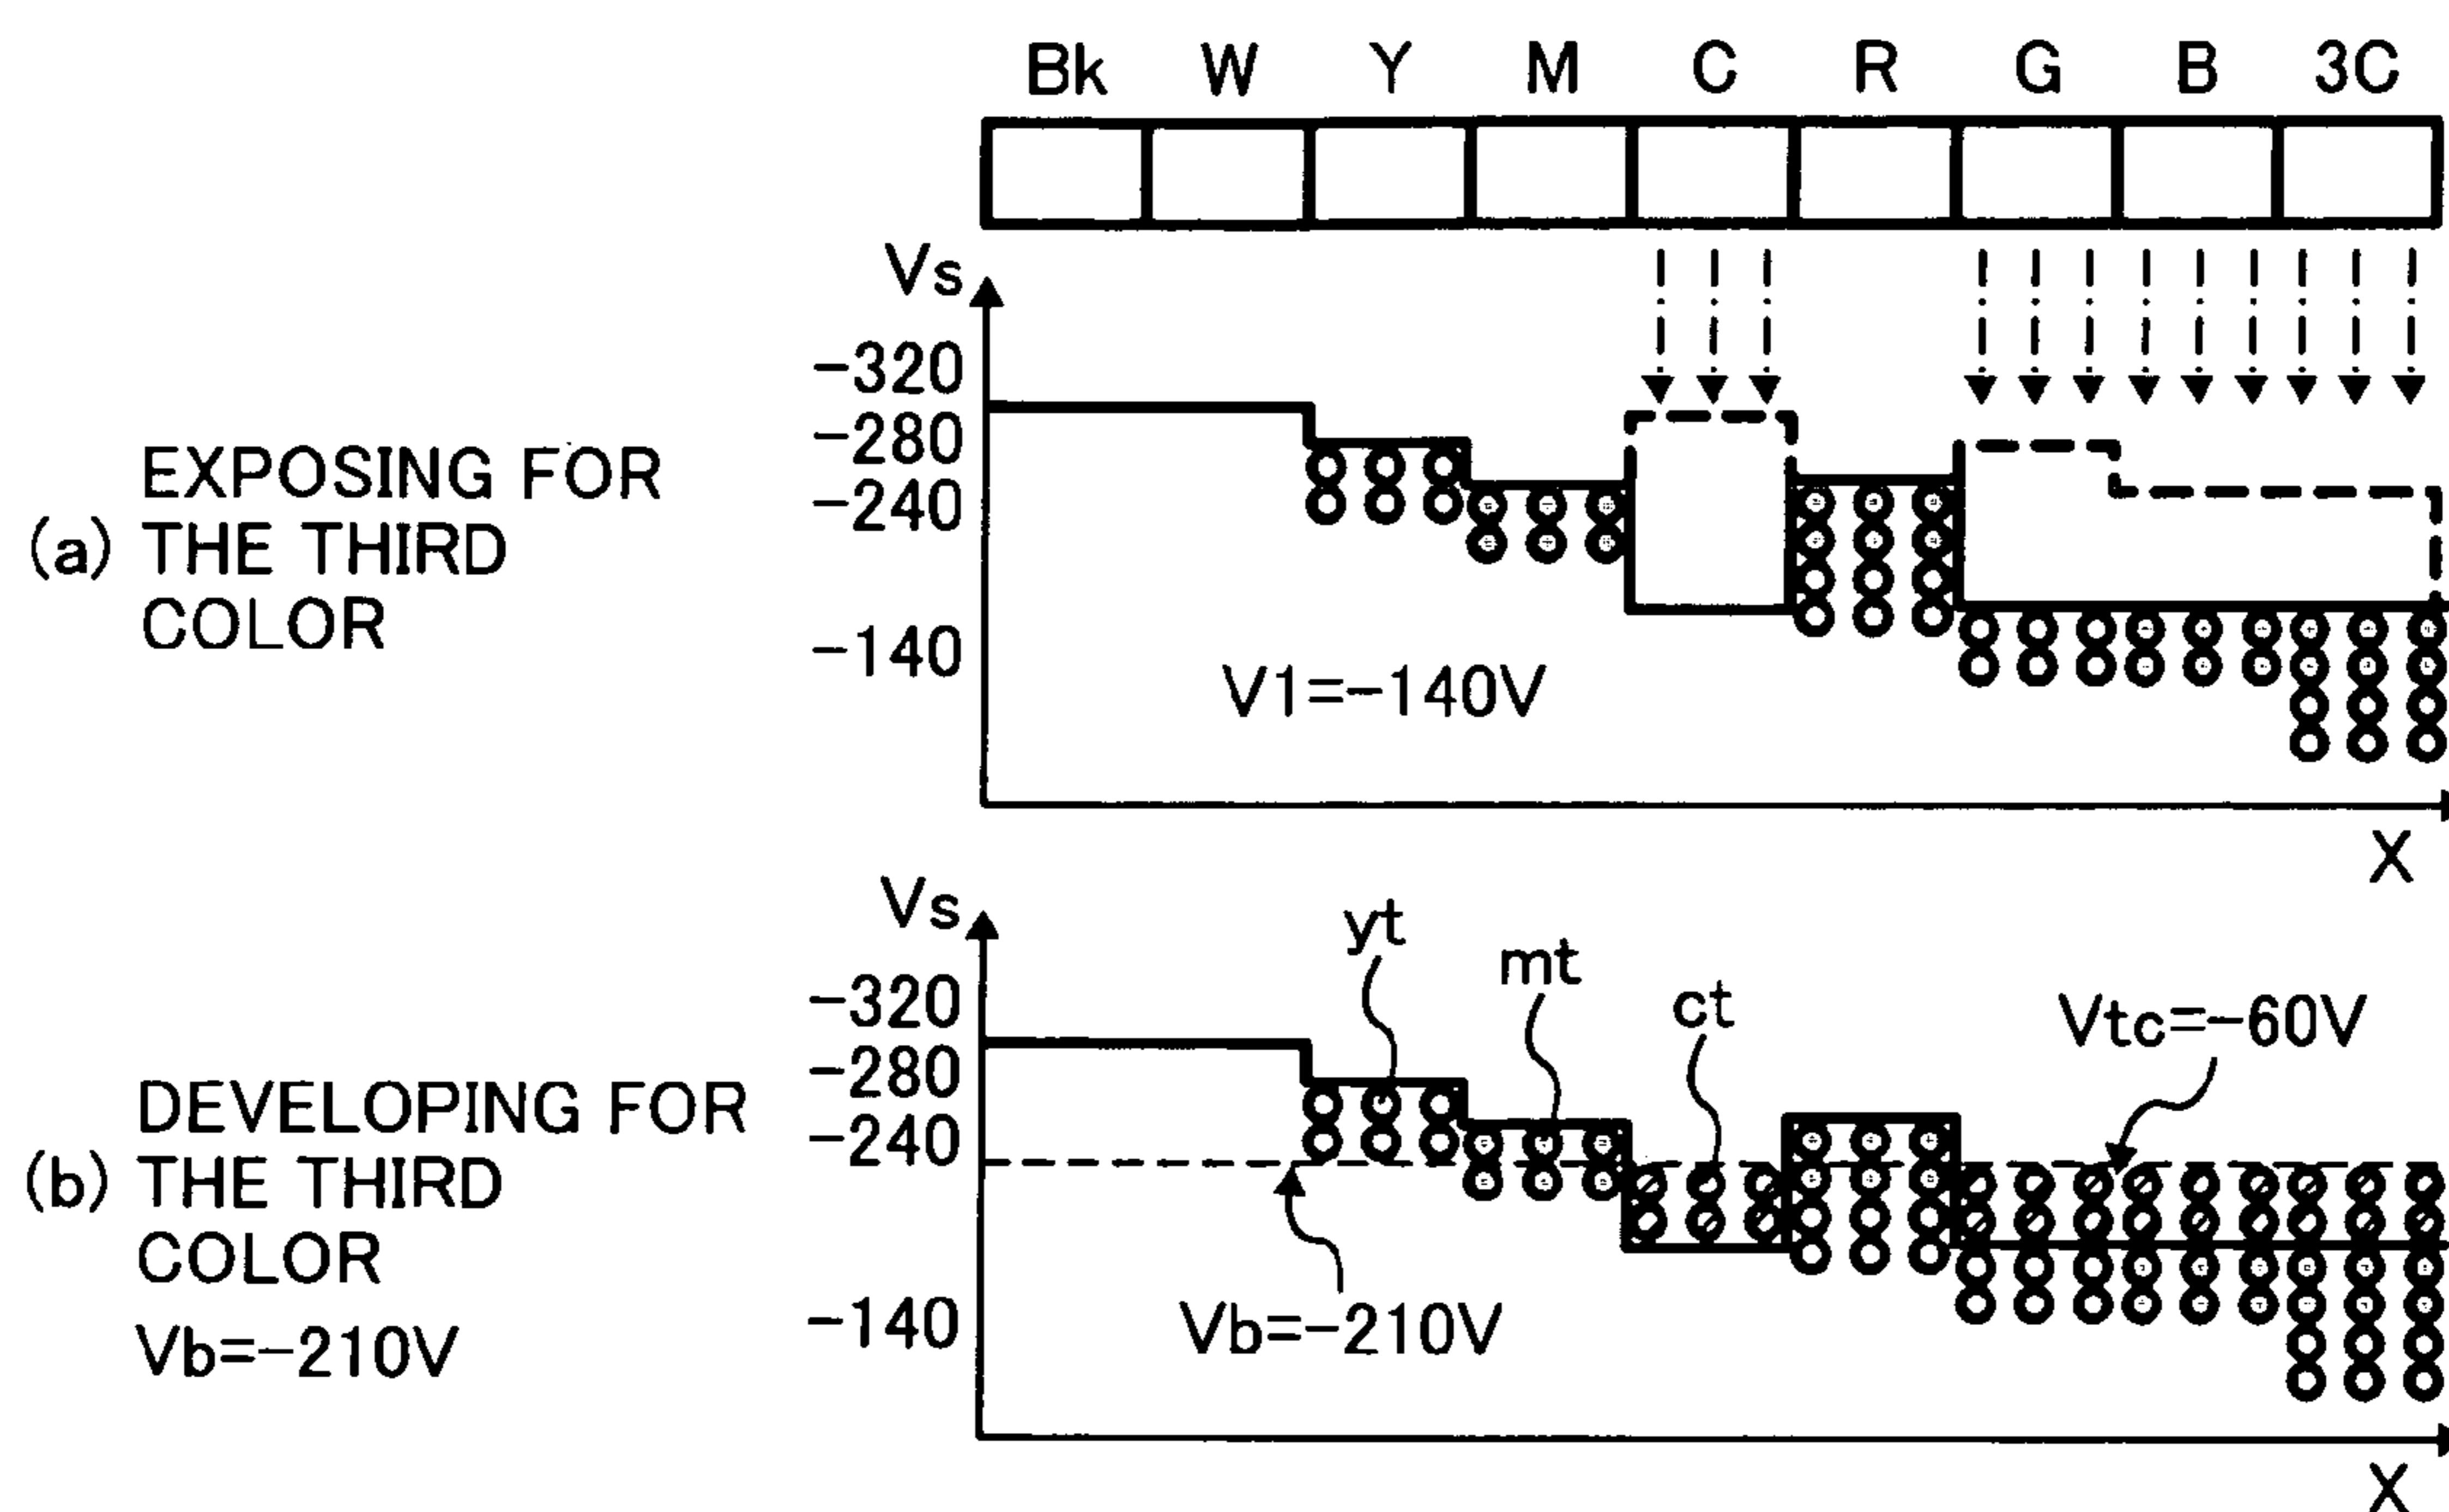 Bk W Y M C R G B 3C
Vs
−320
−280
−240
−140
(a) EXPOSING FOR
THE THIRD
COLOR
V1=−140V
X
Vs
yt
mt
ct
Vtc=−60V
−320
−280
−240
−140
(b) DEVELOPING FOR
THE THIRD
COLOR
Vb=−210V
Vb=−210V
X